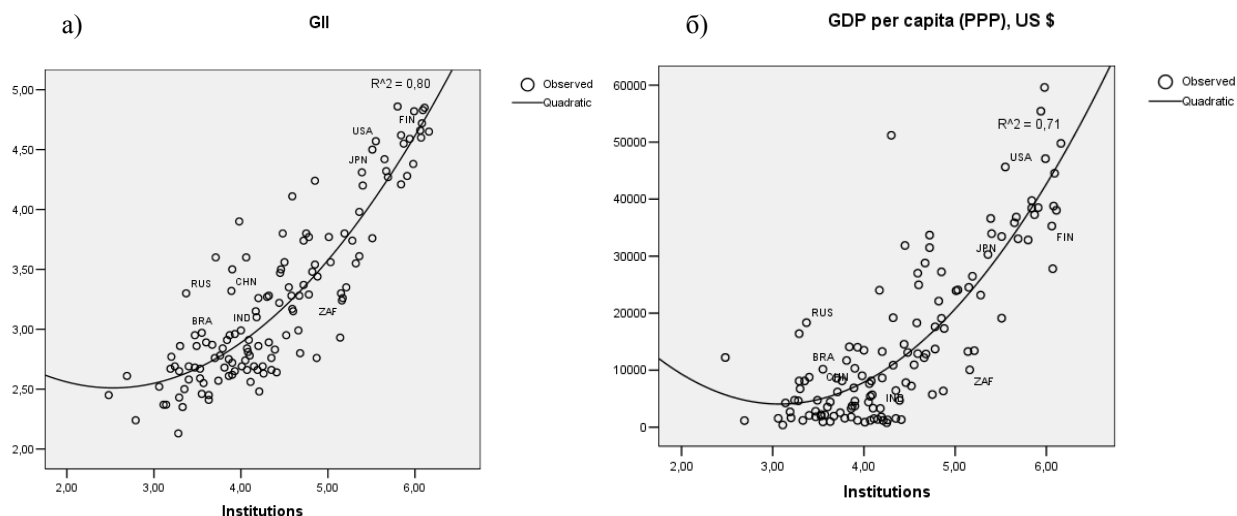 а)
GII
R^2 = 0,80
Observed
Quadratic
5,00
4,50
4,00
3,50
3,00
2,50
2,00
FIN
USA
JPN
RUS
CHN
BRA
IND
ZAF
2,00 3,00 4,00 5,00 6,00
Institutions
б)
GDP per capita (PPP), US $
Observed
Quadratic
60000
50000
40000
30000
20000
10000
0
R^2 = 0,71
USA
JPN
FIN
RUS
BRA
CHN
IND
ZAF
2,00 3,00 4,00 5,00 6,00
Institutions